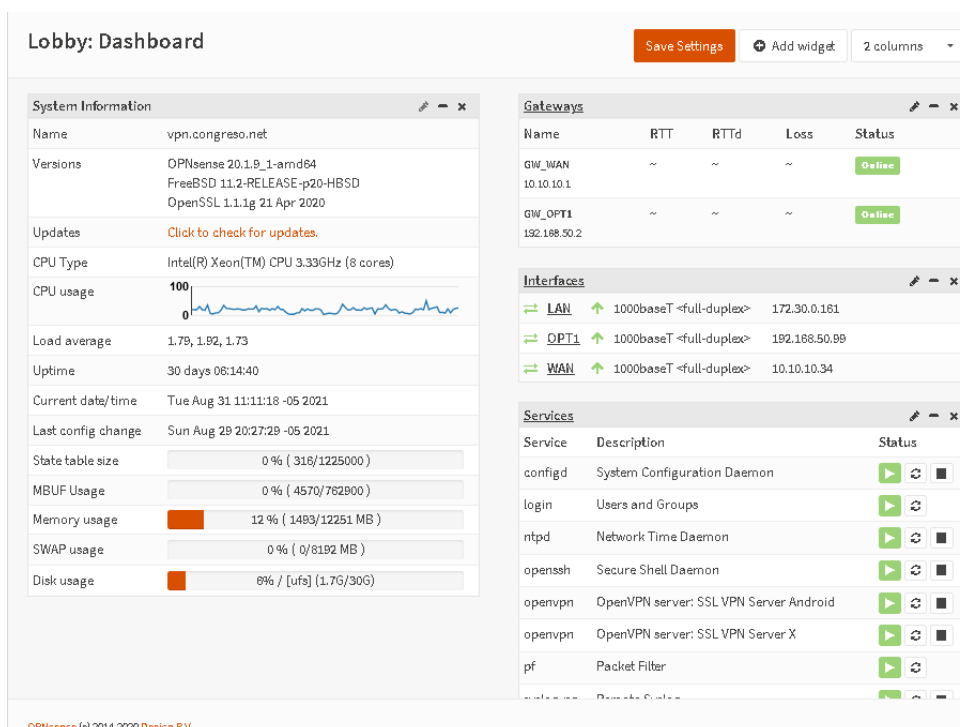 Lobby: Dashboard
Save Settings
Add widget
2 columns
System Information
Name vpn.congreso.net
Versions OPNsense 20.1.9_1-amd64
FreeBSD 11.2-RELEASE-p20-HBSD
OpenSSL 1.1.1g 21 Apr 2020
Updates Click to check for updates.
CPU Type Intel(R) Xeon(TM) CPU 3.33GHz (8 cores)
CPU usage 100
0
Load average 1.79, 1.92, 1.73
Uptime 30 days 06:14:40
Current date/time Tue Aug 31 11:11:18 -05 2021
Last config change Sun Aug 29 20:27:29 -05 2021
State table size 0 % ( 316/1225000 )
MBUF Usage 0 % ( 4570/762900 )
Memory usage 12 % ( 1493/12251 MB )
SWAP usage 0 % ( 0/8192 MB )
Disk usage 6% / [ufs] (1.7G/30G)
Gateways
Name RTT RTTd Loss Status
GW_WAN ~ ~ ~ Online
10.10.10.1
GW_OPT1 ~ ~ ~ Online
192.168.50.2
Interfaces
LAN 1000baseT <full-duplex> 172.30.0.161
OPT1 1000baseT <full-duplex> 192.168.50.99
WAN 1000baseT <full-duplex> 10.10.10.34
Services
Service Description Status
configd System Configuration Daemon
login Users and Groups
ntpd Network Time Daemon
openssh Secure Shell Daemon
openvpn OpenVPN server: SSL VPN Server Android
openvpn OpenVPN server: SSL VPN Server X
pf Packet Filter
Remote Syslog
OPNsense (c) 2014-2020 Deciso B.V.